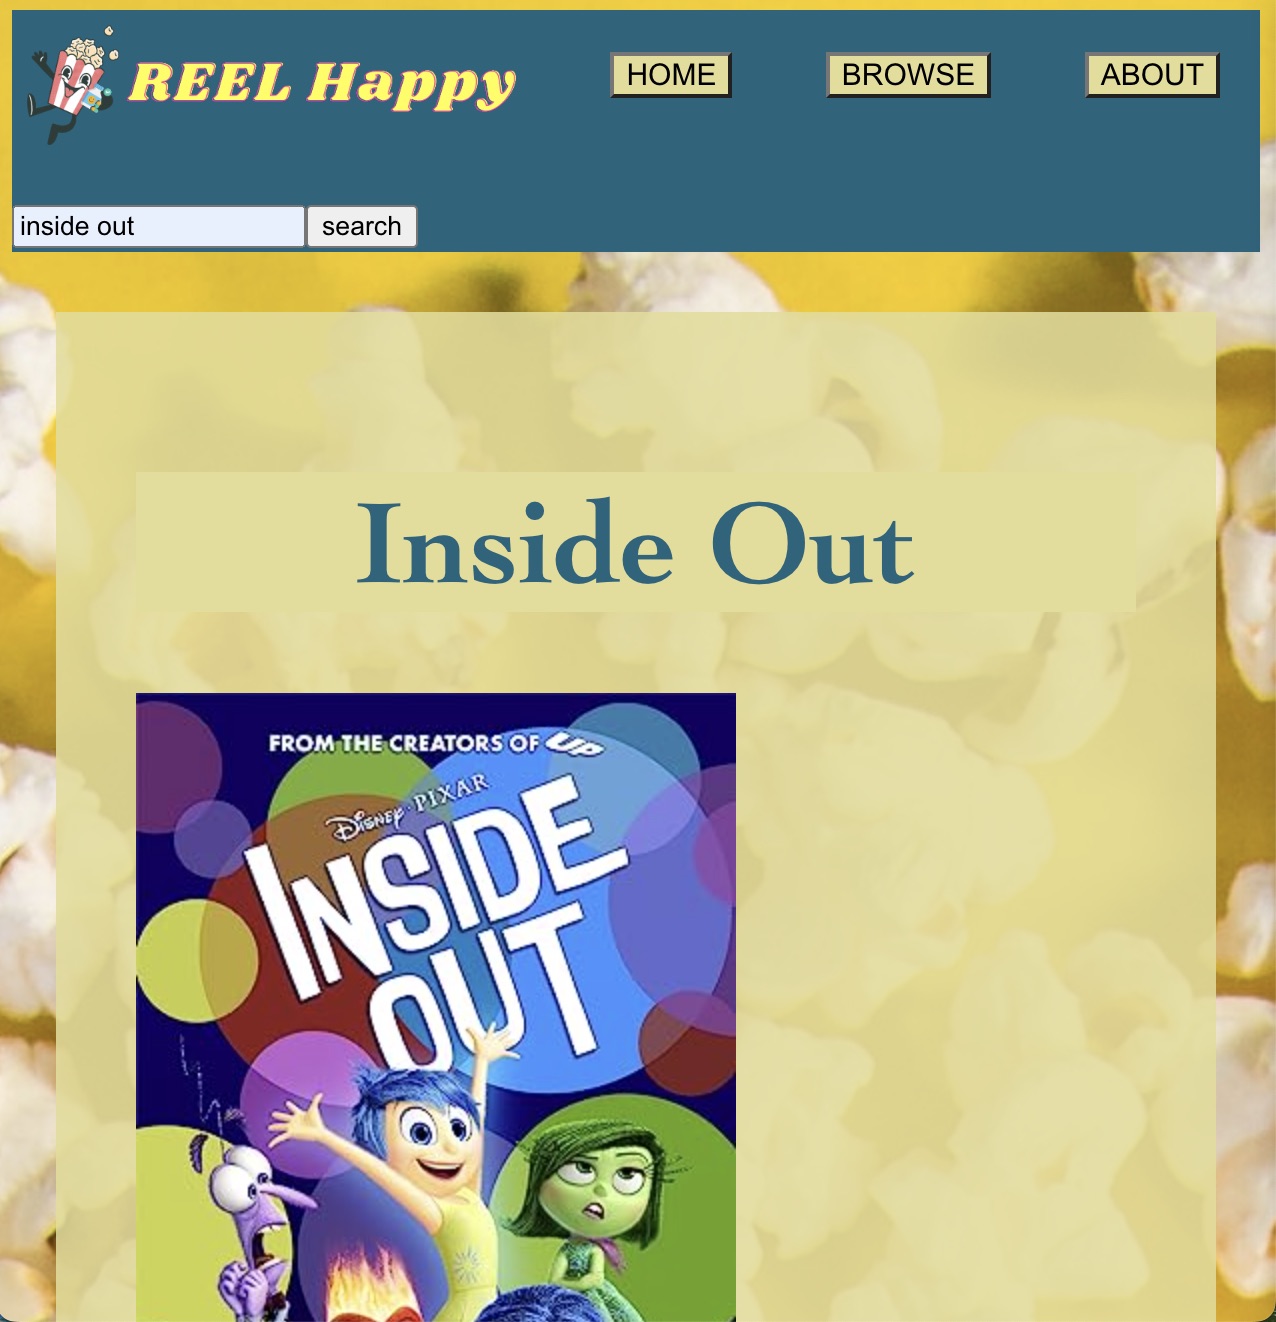 REEL Happy
HOME
BROWSE
ABOUT
inside out
search
Inside Out
FROM THE CREATORS OF UP
DISNEY·PIXAR
INSIDE
OUT